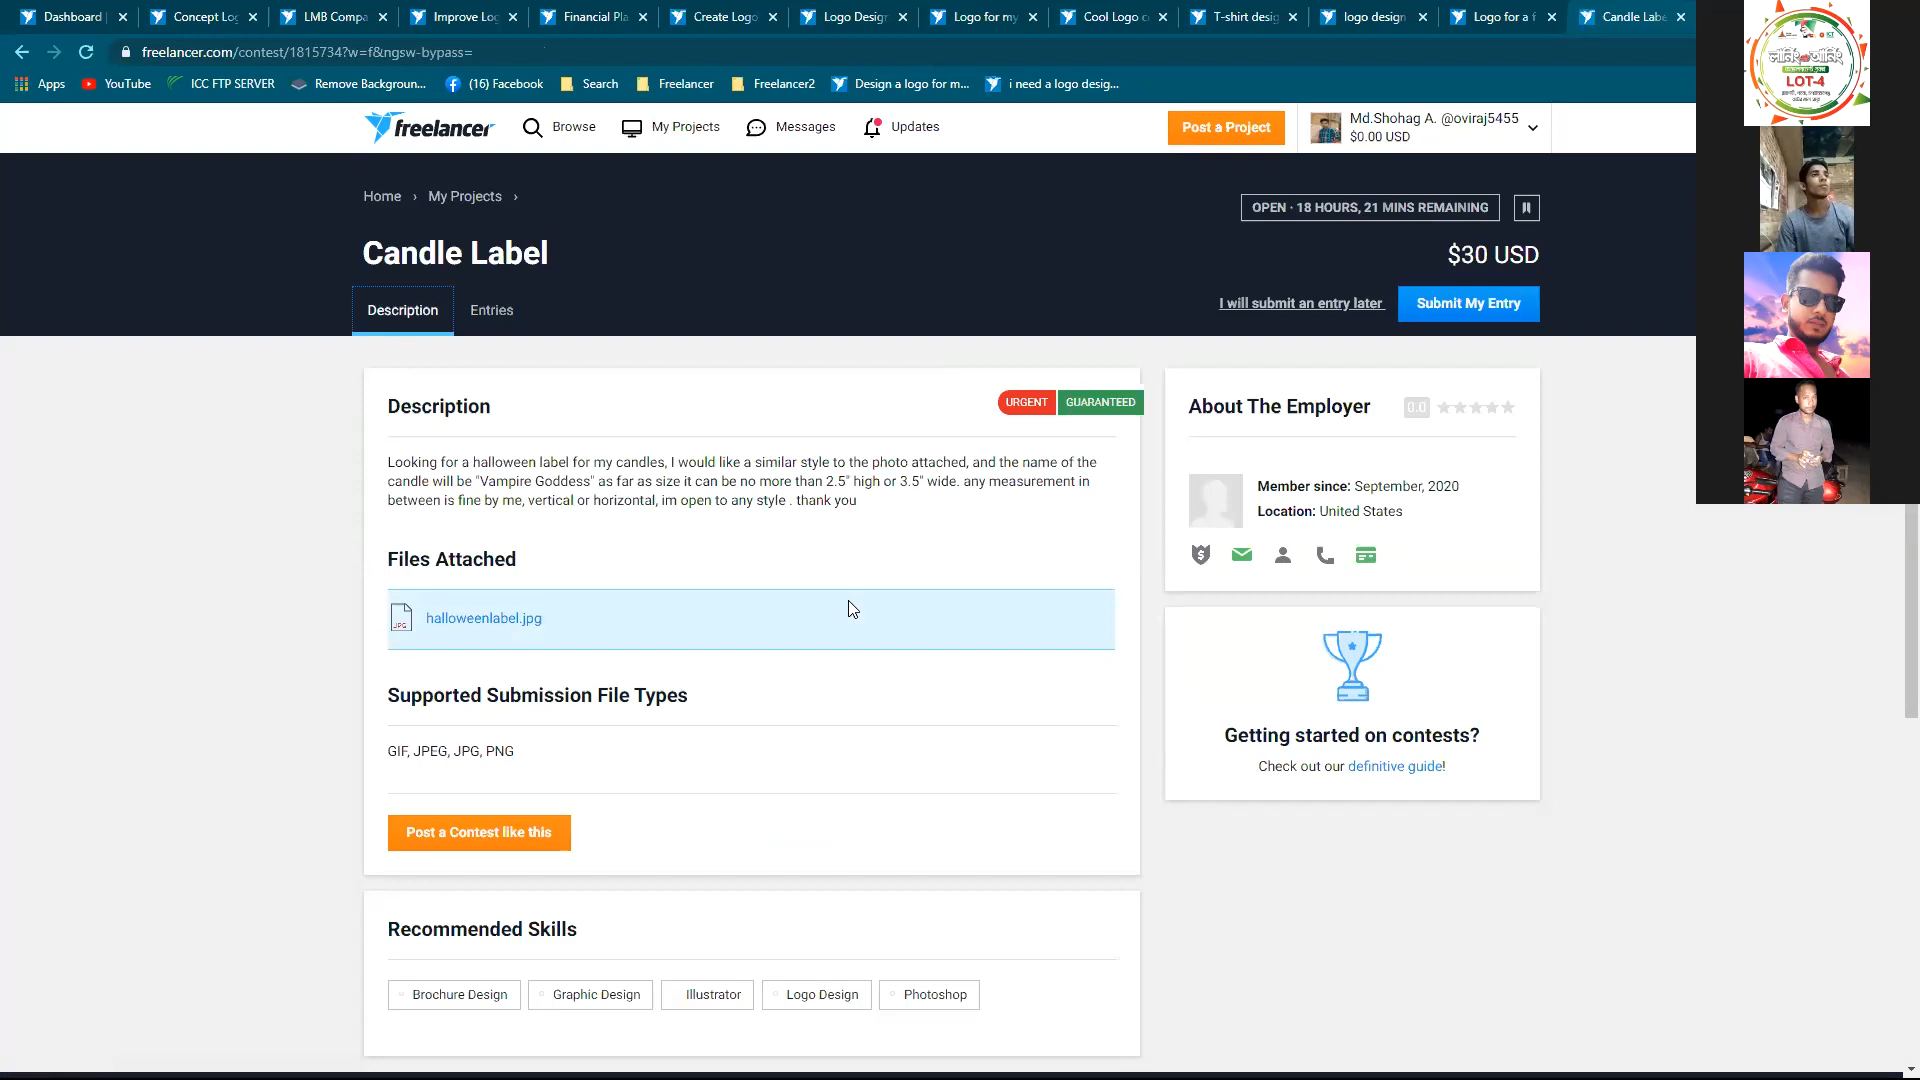 Dashboard
Concept Lo
LMB Compa
Improve Lo
Financial Pla
Create Logo
Logo Design
Logo for my
Cool Logo c
T-shirt desig
logo design
Logo for a f
Candle Labe
freelancer.com/contest/1815734?w=f&ngsw-bypass=
Apps
YouTube
ICC FTP SERVER
Remove Backgroun...
(16) Facebook
Search
Freelancer
Freelancer2
Design a logo for m...
i need a logo desig...
freelancer
Browse
My Projects
Messages
Updates
Post a Project
Md.Shohag A. @oviraj5455
$0.00 USD
লার্নিং আর্নিং
LOT-4
Home › My Projects ›
OPEN · 18 HOURS, 21 MINS REMAINING
Candle Label
$30 USD
Description
Entries
I will submit an entry later
Submit My Entry
Description
URGENT
GUARANTEED
Looking for a halloween label for my candles, I would like a similar style to the photo attached, and the name of the
candle will be "Vampire Goddess" as far as size it can be no more than 2.5" high or 3.5" wide. any measurement in
between is fine by me, vertical or horizontal, im open to any style . thank you
Files Attached
JPG
halloweenlabel.jpg
Supported Submission File Types
GIF, JPEG, JPG, PNG
Post a Contest like this
Recommended Skills
Brochure Design
Graphic Design
Illustrator
Logo Design
Photoshop
About The Employer
0.0
Member since: September, 2020
Location: United States
Getting started on contests?
Check out our definitive guide!